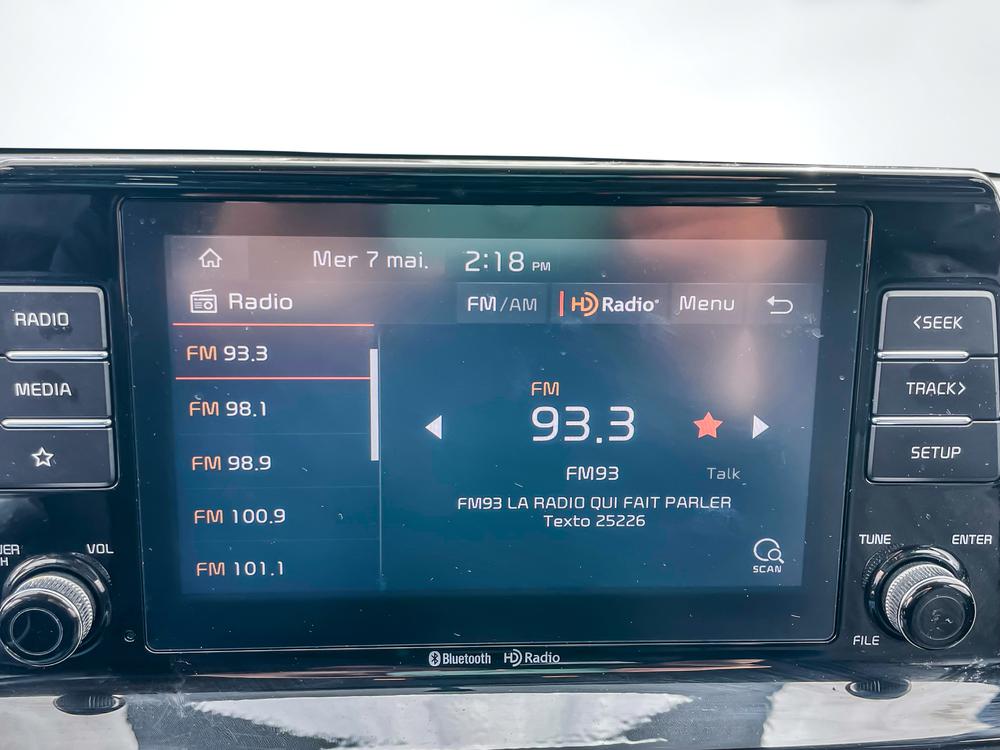 Mer 7 mai. 2:18 PM
Radio FM/AM HD Radio Menu
FM 93.3
FM 98.1
FM 98.9
FM 100.9
FM 101.1
FM
93.3
FM93 Talk
FM93 LA RADIO QUI FAIT PARLER
Texto 25226
SCAN
RADIO
MEDIA
VOL
<SEEK
TRACK>
SETUP
TUNE ENTER
FILE
Bluetooth HD Radio